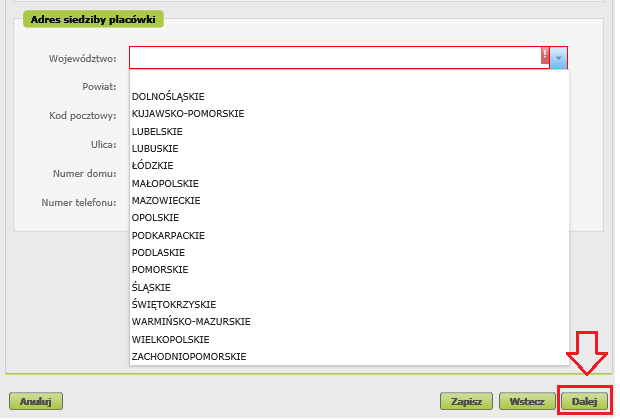 Adres siedziby placówki
Województwo:
!
Powiat:
Kod pocztowy:
Ulica:
Numer domu:
Numer telefonu:
DOLNOŚLĄSKIE
KUJAWSKO-POMORSKIE
LUBELSKIE
LUBUSKIE
ŁÓDZKIE
MAŁOPOLSKIE
MAZOWIECKIE
OPOLSKIE
PODKARPACKIE
PODLASKIE
POMORSKIE
ŚLĄSKIE
ŚWIĘTOKRZYSKIE
WARMIŃSKO-MAZURSKIE
WIELKOPOLSKIE
ZACHODNIOPOMORSKIE
Anuluj
Zapisz
Wstecz
Dalej